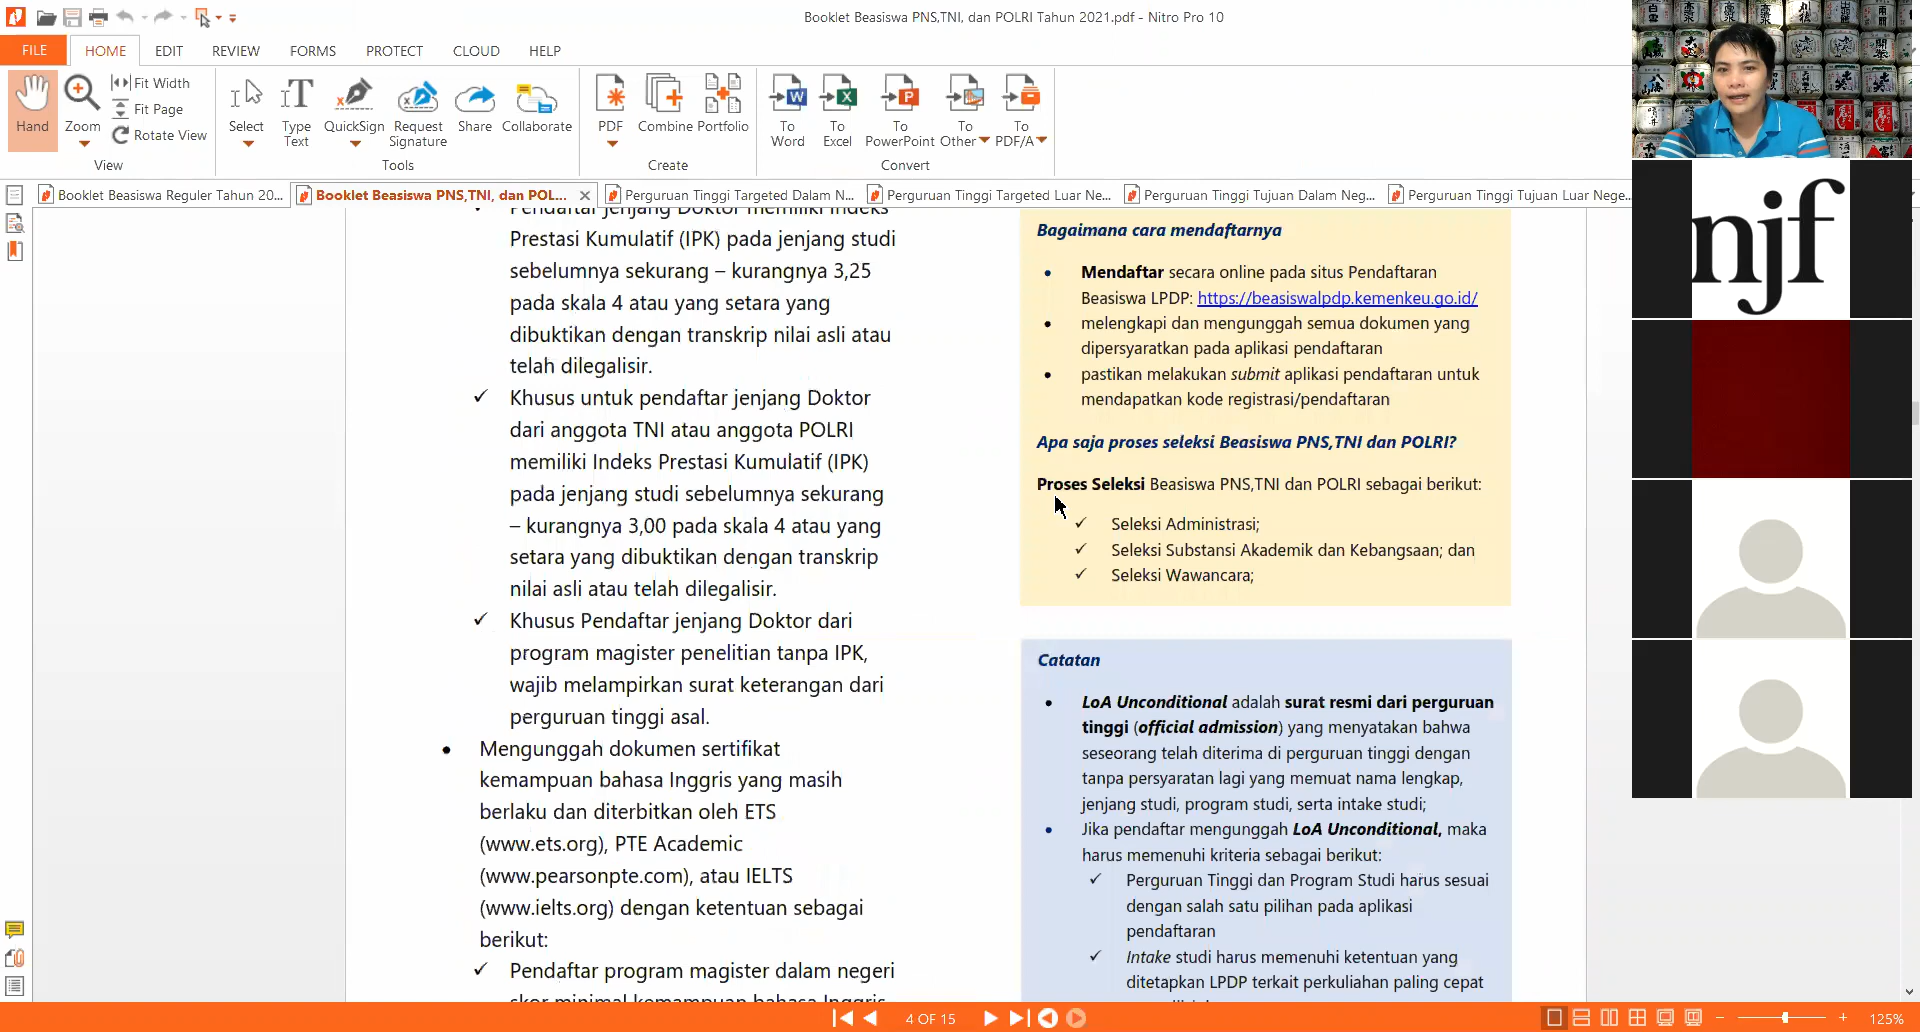 Booklet Beasiswa PNS,TNI, dan POLRI Tahun 2021.pdf - Nitro Pro 10
FILE HOME EDIT REVIEW FORMS PROTECT CLOUD HELP
Hand
Zoom
Fit Width
Fit Page
Rotate View
View
Select
Type Text
QuickSign
Request Signature
Share
Collaborate
Tools
PDF
Combine
Portfolio
Create
To Word
To Excel
To PowerPoint
To Other
To PDF/A
Convert
Booklet Beasiswa Reguler Tahun 20...
Booklet Beasiswa PNS,TNI, dan POL...
Perguruan Tinggi Targeted Dalam N...
Perguruan Tinggi Targeted Luar Ne...
Perguruan Tinggi Tujuan Dalam Neg...
Perguruan Tinggi Tujuan Luar Nege...
Pendaftar jenjang Doktor memiliki Indeks
Prestasi Kumulatif (IPK) pada jenjang studi
sebelumnya sekurang – kurangnya 3,25
pada skala 4 atau yang setara yang
dibuktikan dengan transkrip nilai asli atau
telah dilegalisir.
✓ Khusus untuk pendaftar jenjang Doktor
dari anggota TNI atau anggota POLRI
memiliki Indeks Prestasi Kumulatif (IPK)
pada jenjang studi sebelumnya sekurang
– kurangnya 3,00 pada skala 4 atau yang
setara yang dibuktikan dengan transkrip
nilai asli atau telah dilegalisir.
✓ Khusus Pendaftar jenjang Doktor dari
program magister penelitian tanpa IPK,
wajib melampirkan surat keterangan dari
perguruan tinggi asal.
• Mengunggah dokumen sertifikat
kemampuan bahasa Inggris yang masih
berlaku dan diterbitkan oleh ETS
(www.ets.org), PTE Academic
(www.pearsonpte.com), atau IELTS
(www.ielts.org) dengan ketentuan sebagai
berikut:
✓ Pendaftar program magister dalam negeri
skor minimal kemampuan bahasa Inggris
Bagaimana cara mendaftarnya
• Mendaftar secara online pada situs Pendaftaran
Beasiswa LPDP: https://beasiswalpdp.kemenkeu.go.id/
• melengkapi dan mengunggah semua dokumen yang
dipersyaratkan pada aplikasi pendaftaran
• pastikan melakukan submit aplikasi pendaftaran untuk
mendapatkan kode registrasi/pendaftaran
Apa saja proses seleksi Beasiswa PNS,TNI dan POLRI?
Proses Seleksi Beasiswa PNS,TNI dan POLRI sebagai berikut:
✓ Seleksi Administrasi;
✓ Seleksi Substansi Akademik dan Kebangsaan; dan
✓ Seleksi Wawancara;
Catatan
• LoA Unconditional adalah surat resmi dari perguruan
tinggi (official admission) yang menyatakan bahwa
seseorang telah diterima di perguruan tinggi dengan
tanpa persyaratan lagi yang memuat nama lengkap,
jenjang studi, program studi, serta intake studi;
• Jika pendaftar mengunggah LoA Unconditional, maka
harus memenuhi kriteria sebagai berikut:
✓ Perguruan Tinggi dan Program Studi harus sesuai
dengan salah satu pilihan pada aplikasi
pendaftaran
✓ Intake studi harus memenuhi ketentuan yang
ditetapkan LPDP terkait perkuliahan paling cepat
njf
4 OF 15
125%